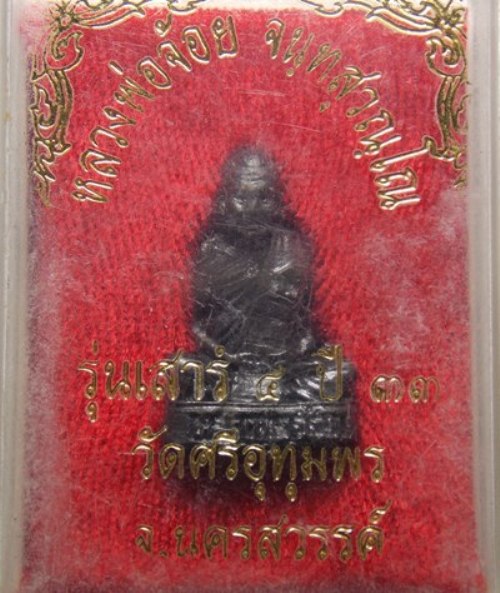 หลวงพ่อจ้อย จนฺทสุวณฺโณ
รุ่นเสาร์ ๕ ปี ๓๓
วัดศรีอุทุมพร
จ.นครสวรรค์